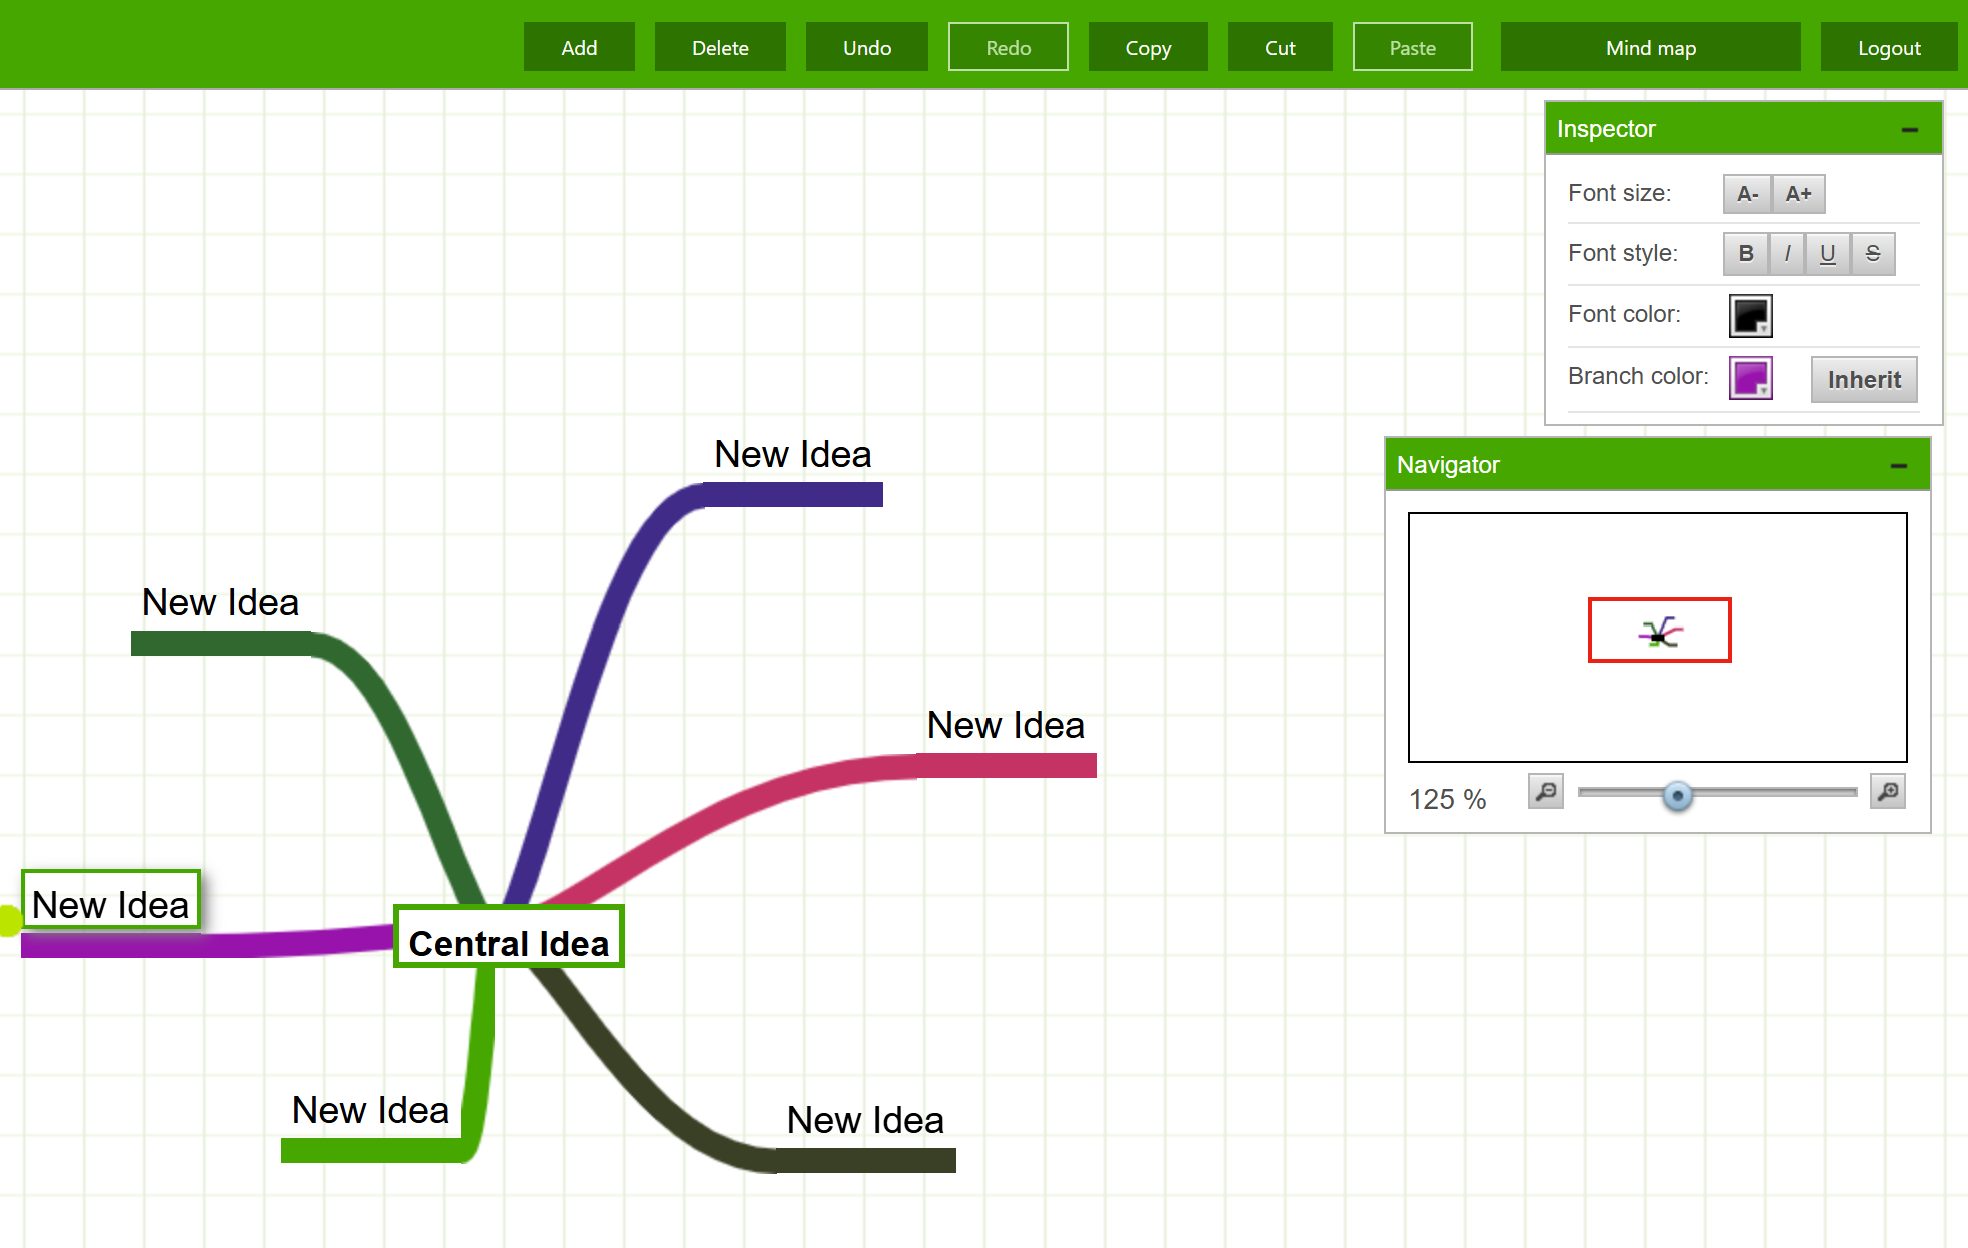 Add Delete Undo Redo Copy Cut Paste Mind map Logout
Inspector
Font size: A- A+
Font style: B I U S
Font color:
Branch color: Inherit
Navigator
125 %
New Idea
New Idea
New Idea
New Idea
Central Idea
New Idea
New Idea